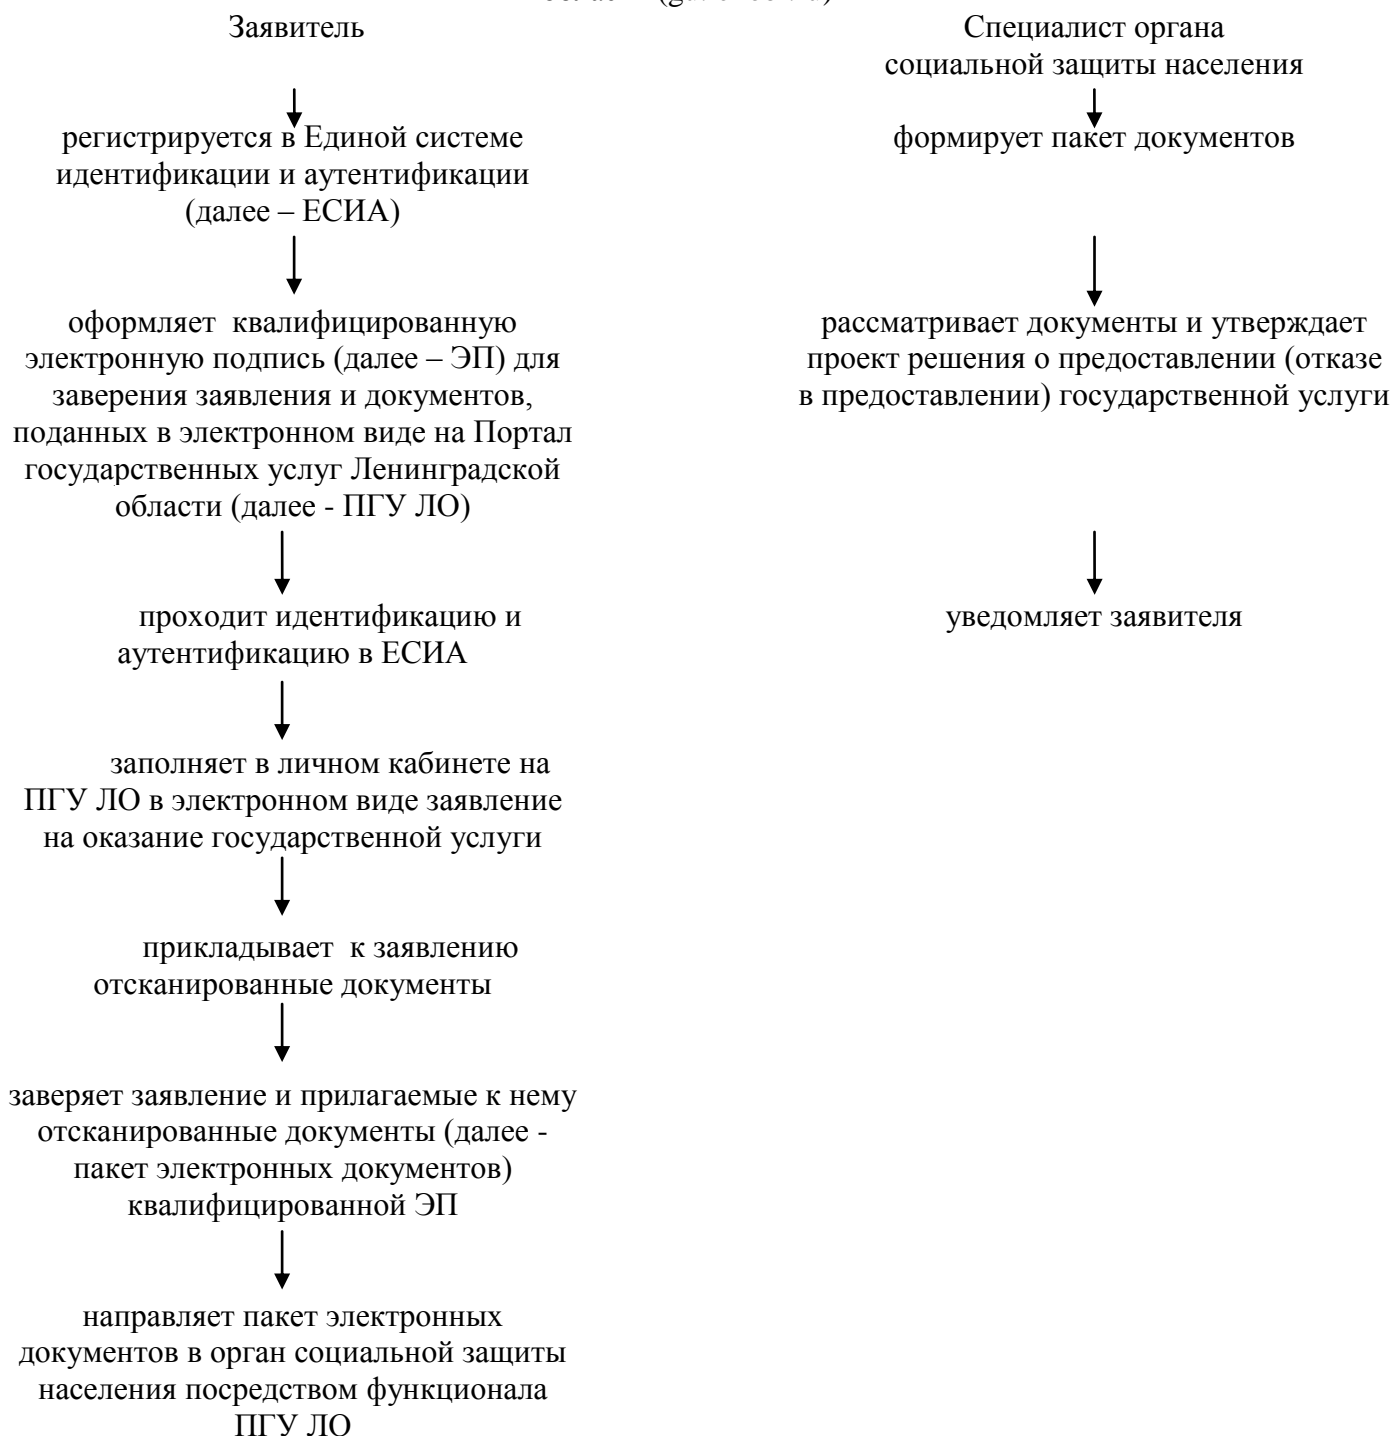 Заявитель
регистрируется в Единой системе
идентификации и аутентификации
(далее – ЕСИА)
оформляет квалифицированную
электронную подпись (далее – ЭП) для
заверения заявления и документов,
поданных в электронном виде на Портал
государственных услуг Ленинградской
области (далее - ПГУ ЛО)
проходит идентификацию и
аутентификацию в ЕСИА
заполняет в личном кабинете на
ПГУ ЛО в электронном виде заявление
на оказание государственной услуги
прикладывает к заявлению
отсканированные документы
заверяет заявление и прилагаемые к нему
отсканированные документы (далее -
пакет электронных документов)
квалифицированной ЭП
направляет пакет электронных
документов в орган социальной защиты
населения посредством функционала
ПГУ ЛО
Специалист органа
социальной защиты населения
формирует пакет документов
рассматривает документы и утверждает
проект решения о предоставлении (отказе
в предоставлении) государственной услуги
уведомляет заявителя